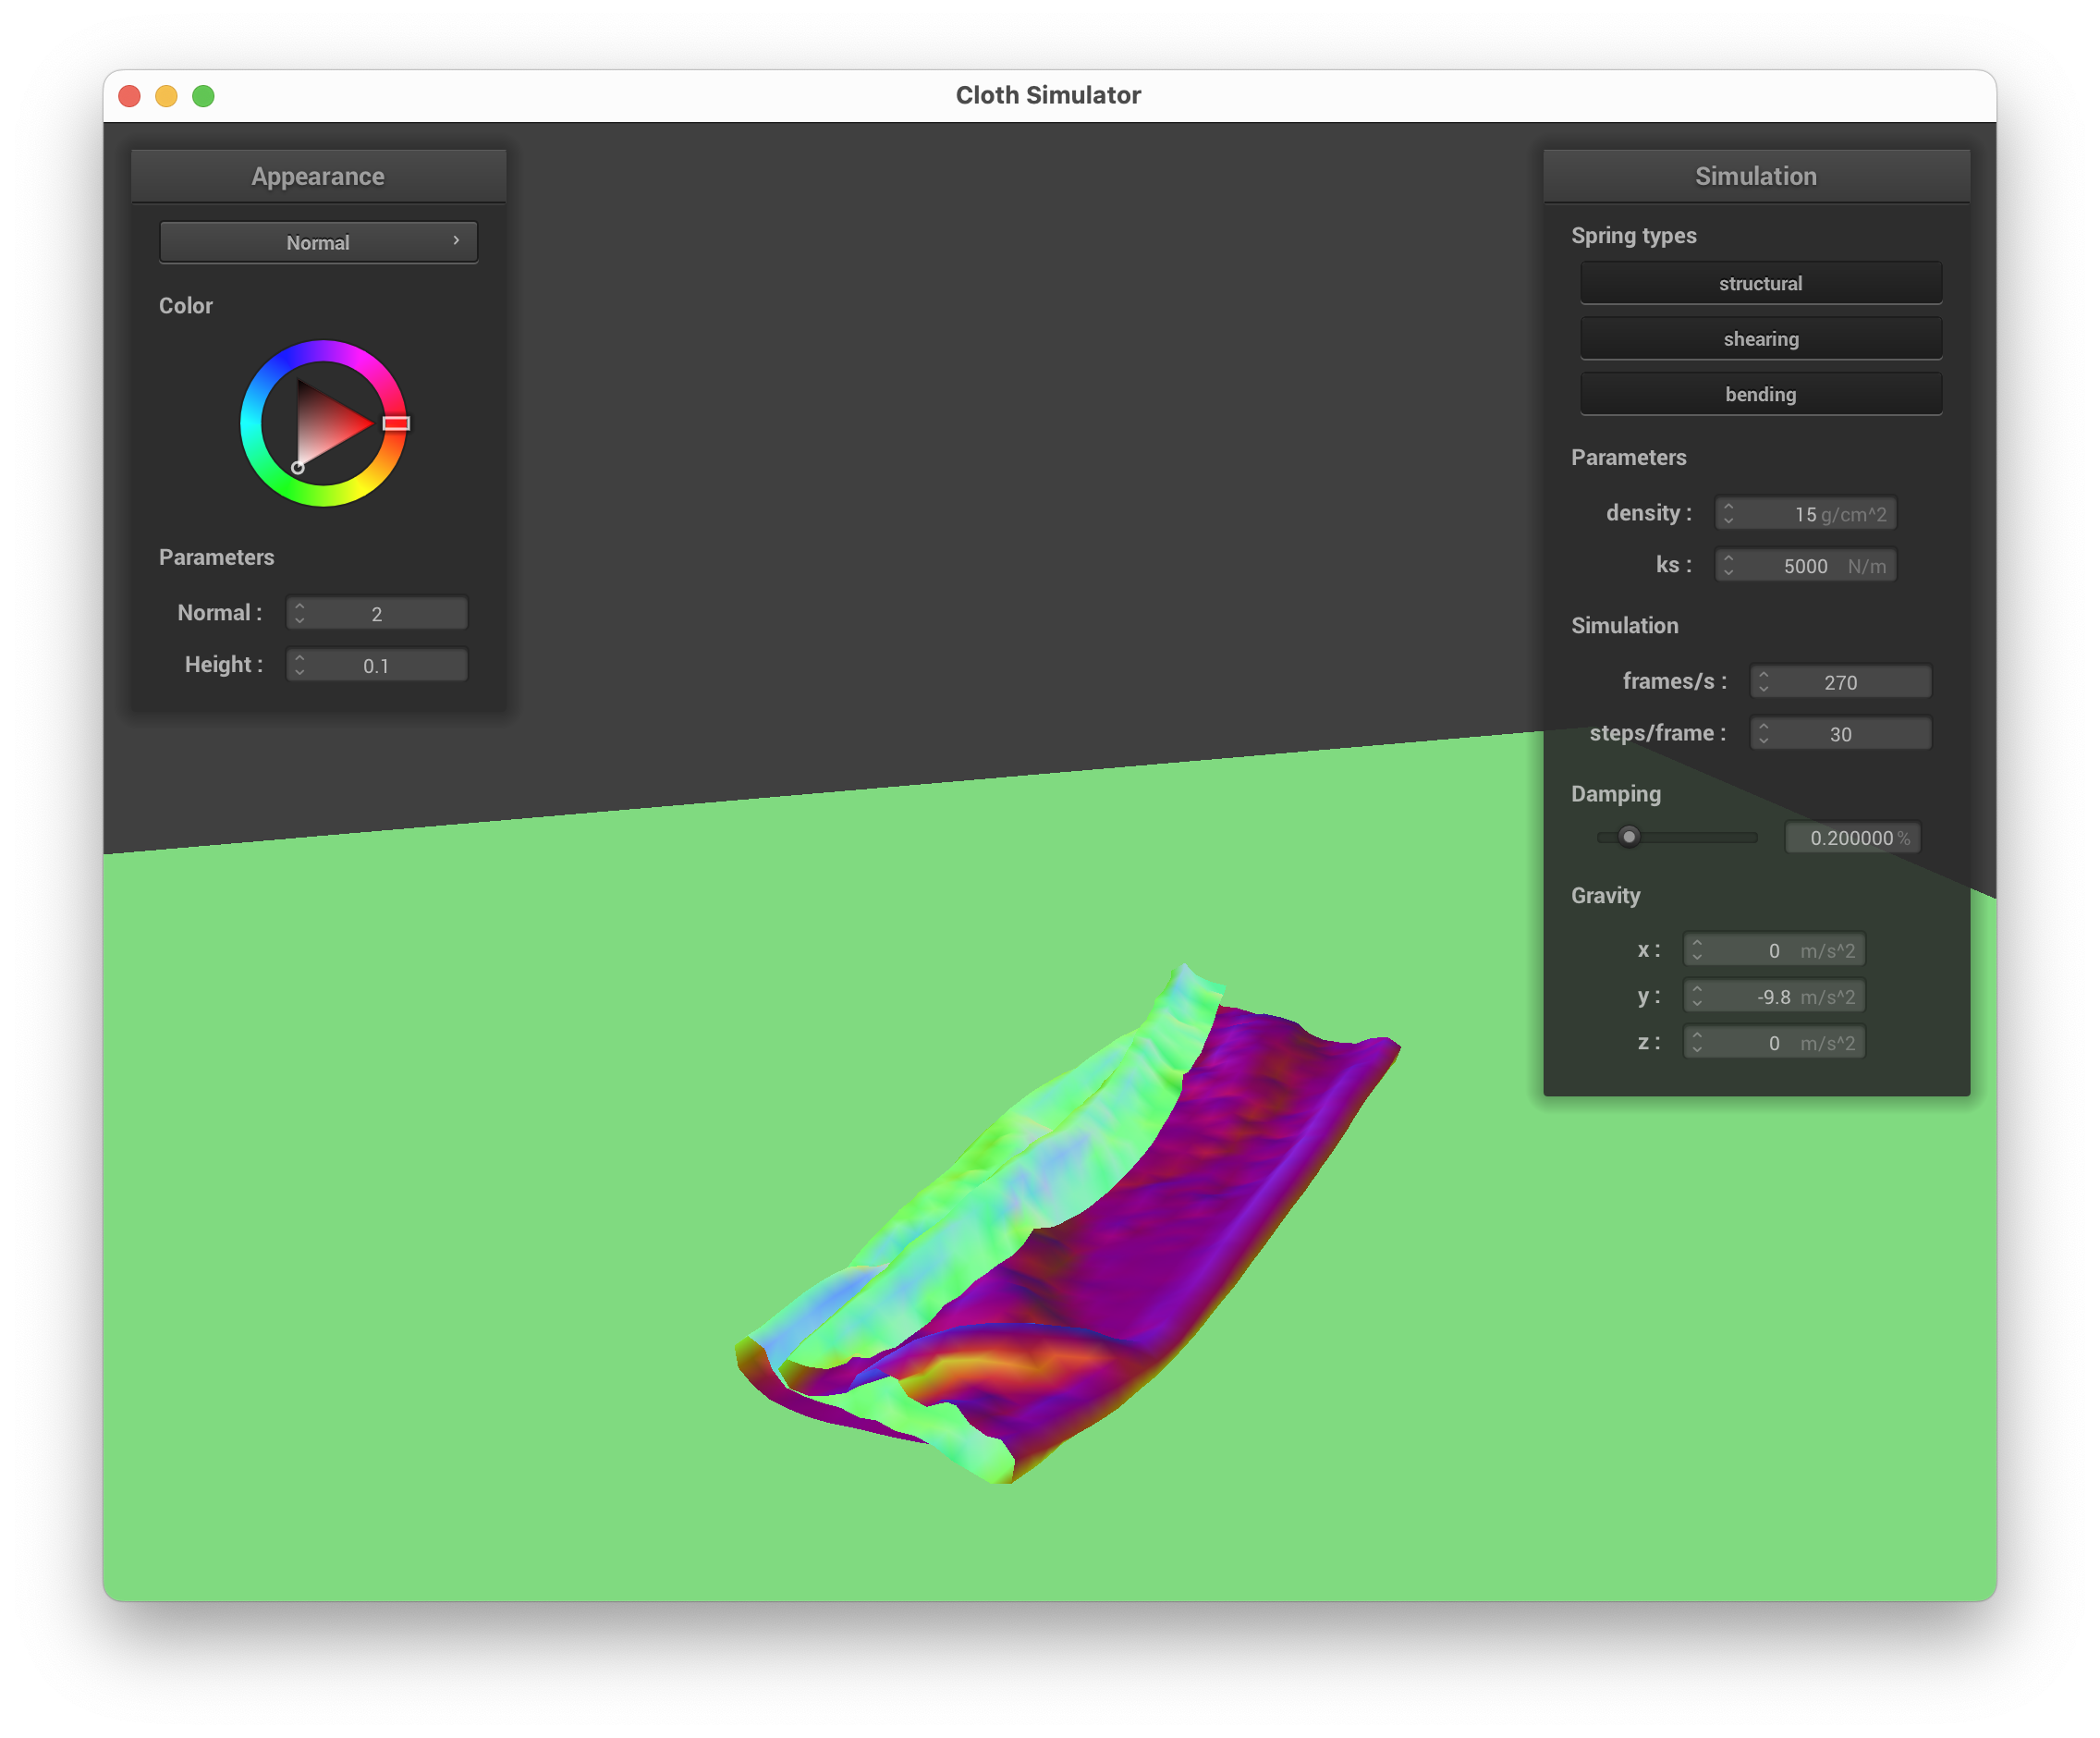 Cloth Simulator
Appearance
Normal
Color
Parameters
Normal : 2
Height : 0.1
Simulation
Spring types
structural
shearing
bending
Parameters
density : 15 g/cm^2
ks : 5000 N/m
Simulation
frames/s : 270
steps/frame : 30
Damping
0.200000 %
Gravity
x : 0 m/s^2
y : -9.8 m/s^2
z : 0 m/s^2